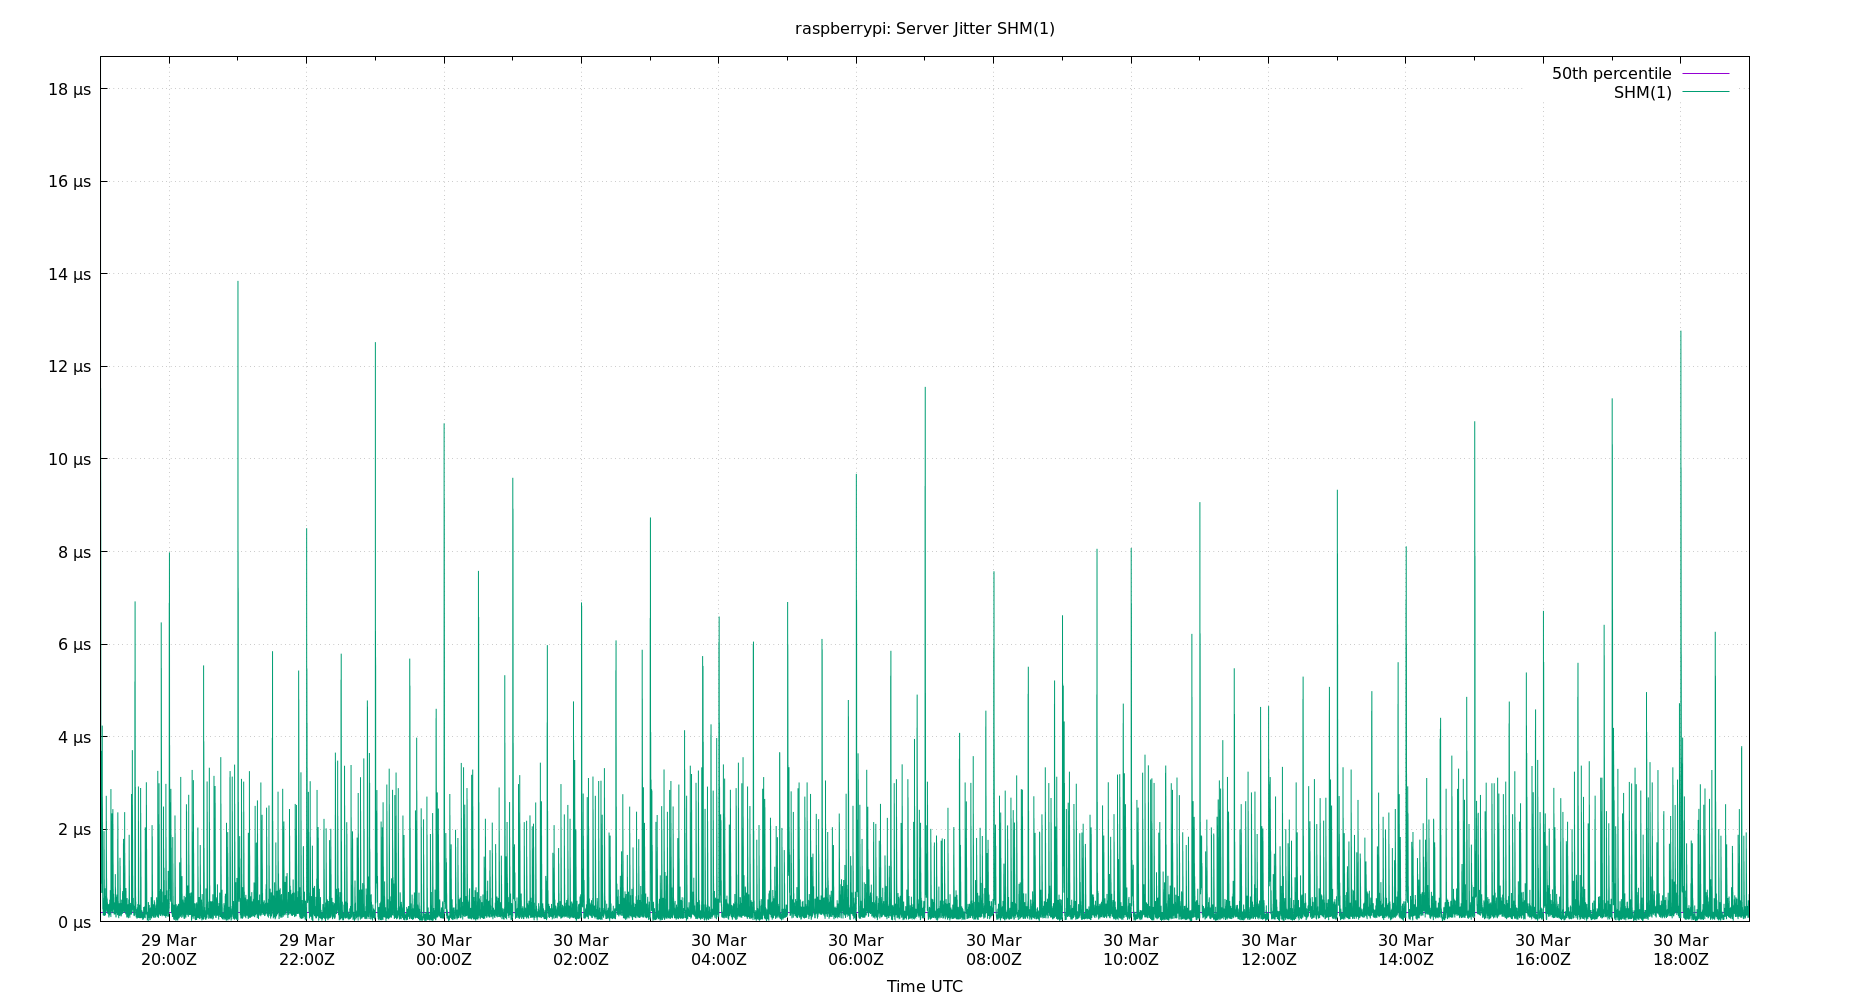 raspberrypi: Server Jitter SHM(1)
50th percentile
SHM(1)
18 µs
16 µs
14 µs
12 µs
10 µs
8 µs
6 µs
4 µs
2 µs
0 µs
29 Mar 29 Mar 30 Mar 30 Mar 30 Mar 30 Mar 30 Mar 30 Mar 30 Mar 30 Mar 30 Mar 30 Mar
20:00Z 22:00Z 00:00Z 02:00Z 04:00Z 06:00Z 08:00Z 10:00Z 12:00Z 14:00Z 16:00Z 18:00Z
Time UTC